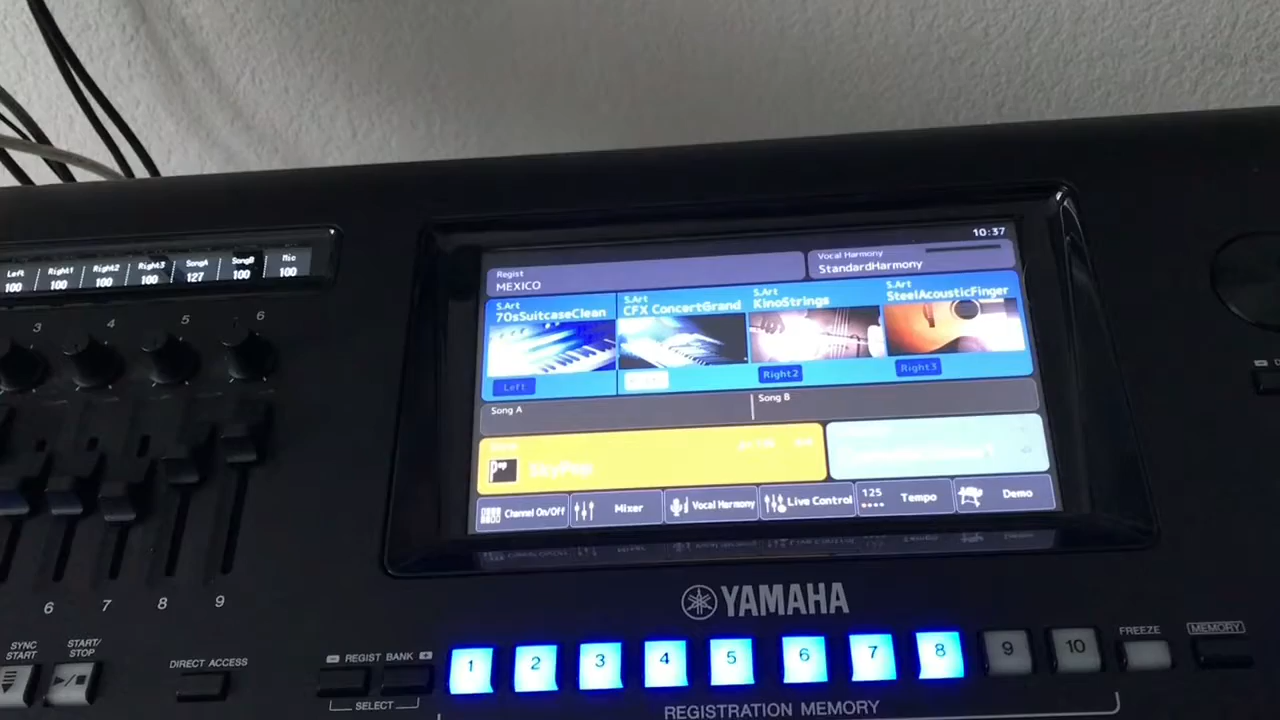 10:37
Regist
MEXICO
Vocal Harmony
StandardHarmony
Left Right1 Right2 Right3 SongA SongB Mic
100 100 100 100 127 100 100
S.Art
70sSuitcaseClean
S.Art
CFX ConcertGrand
S.Art
KinoStrings
S.Art
SteelAcousticFinger
Left
Right2
Right3
3 4 5 6
Song A
Song B
Pop
SkyPop
Channel On/Off
Mixer
Vocal Harmony
Live Control
125
Tempo
Demo
6 7 8 9
YAMAHA
SYNC
START
START/
STOP
DIRECT ACCESS
- REGIST BANK +
SELECT
1 2 3 4 5 6 7 8 9 10
FREEZE
MEMORY
REGISTRATION MEMORY